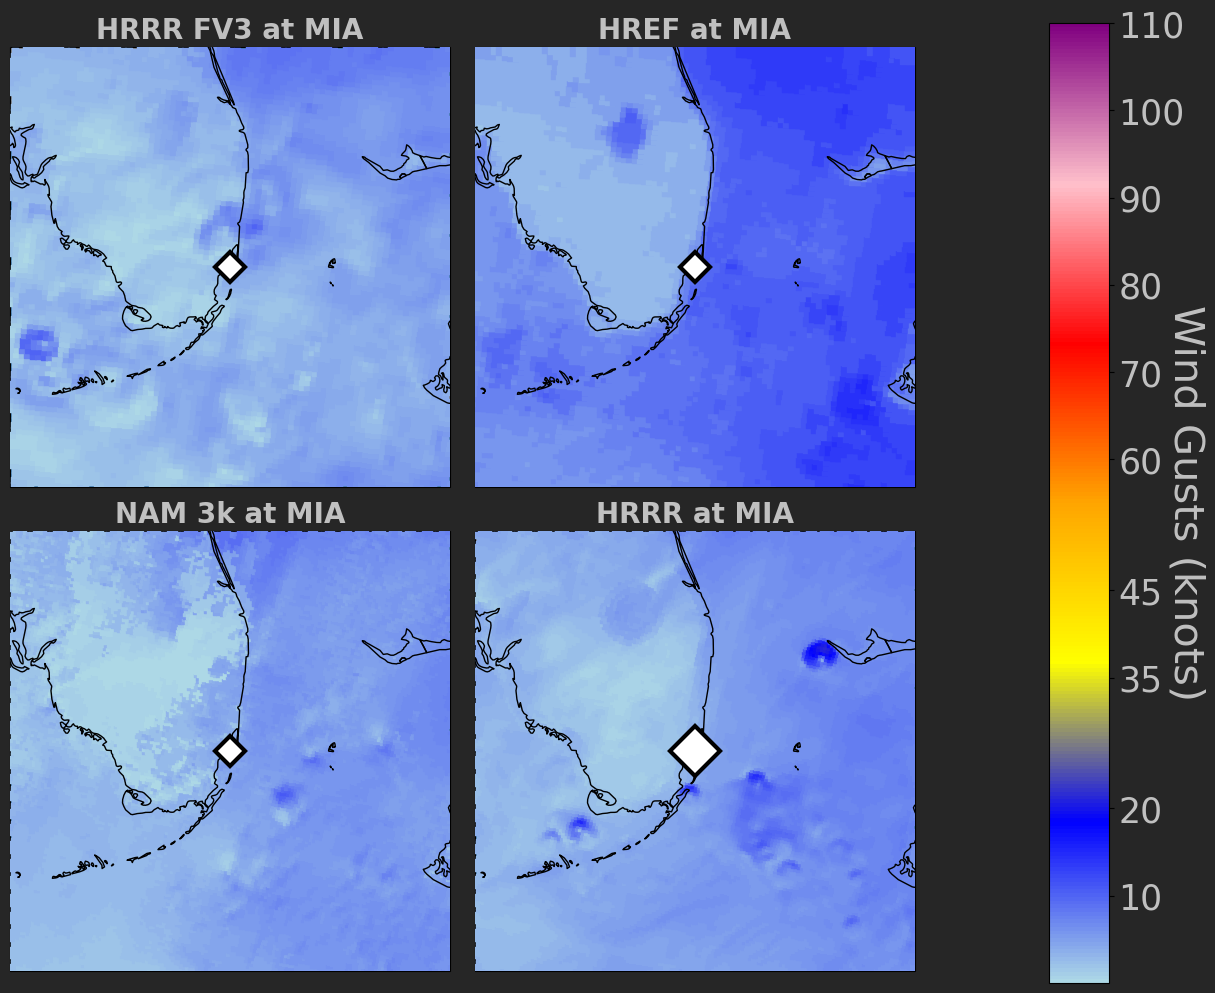 HRRR FV3 at MIA
HREF at MIA
NAM 3k at MIA
HRRR at MIA
110
100
90
80
70
60
45
35
20
10
Wind Gusts (knots)